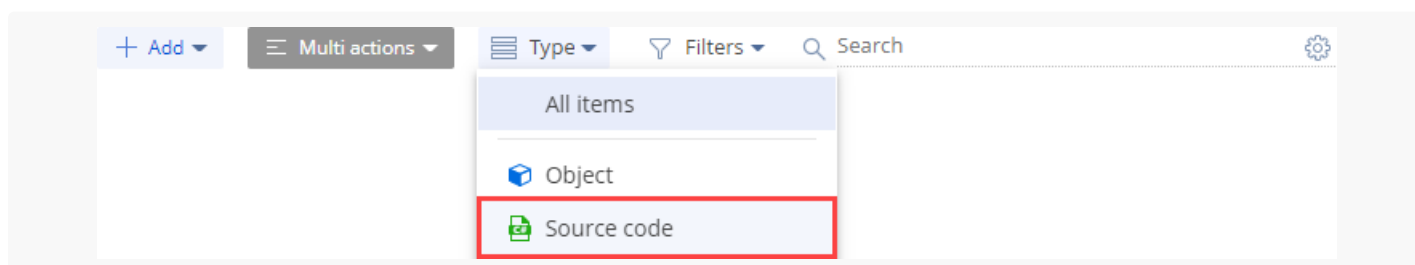 + Add Multi actions Type Filters Search
All items
Object
C# Source code